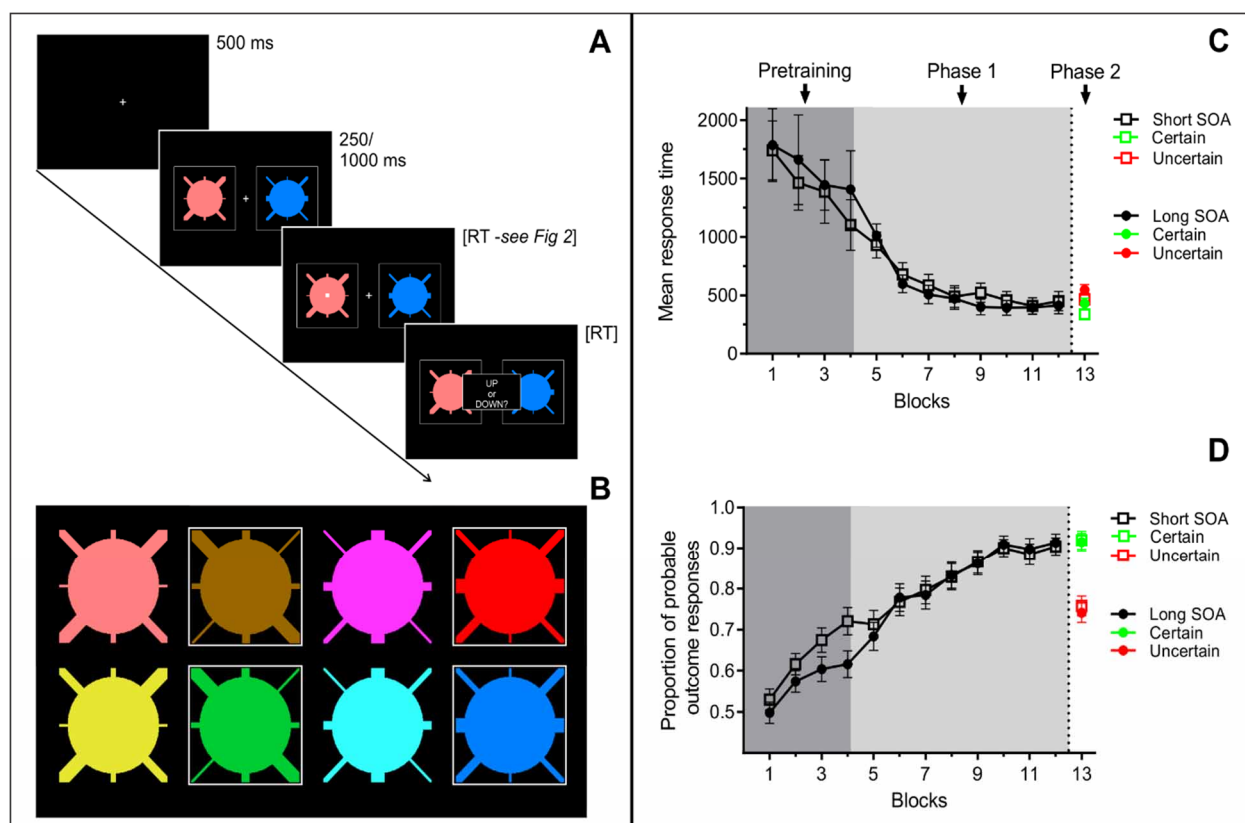 A
500 ms
250/
1000 ms
[RT -see Fig 2]
[RT]
UP
or
DOWN?
B
C
Pretraining
Phase 1
Phase 2
Mean response time
2000
1500
1000
500
0
1 3 5 7 9 11 13
Blocks
Short SOA
Certain
Uncertain
Long SOA
Certain
Uncertain
D
Proportion of probable
outcome responses
1.0
0.9
0.8
0.7
0.6
0.5
1 3 5 7 9 11 13
Blocks
Short SOA
Certain
Uncertain
Long SOA
Certain
Uncertain